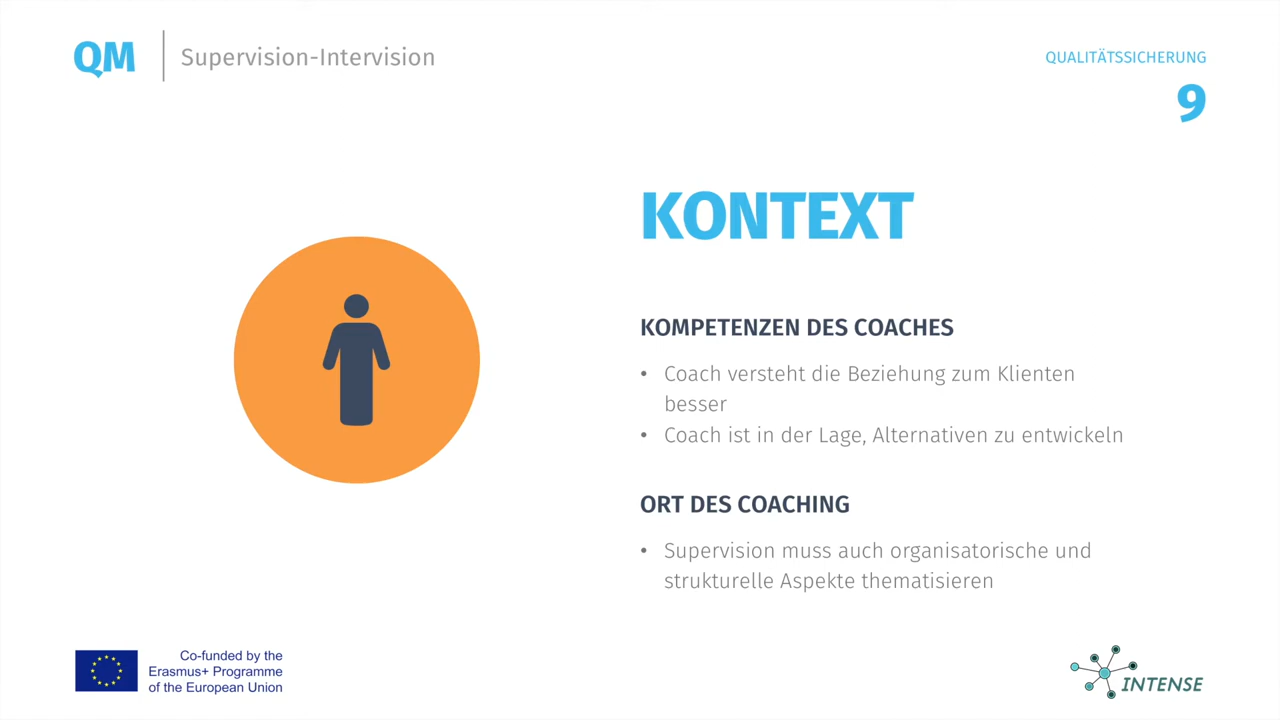 QM
Supervision-Intervision
QUALITÄTSSICHERUNG
9
KONTEXT
KOMPETENZEN DES COACHES
• Coach versteht die Beziehung zum Klienten
besser
• Coach ist in der Lage, Alternativen zu entwickeln
ORT DES COACHING
• Supervision muss auch organisatorische und
strukturelle Aspekte thematisieren
Co-funded by the
Erasmus+ Programme
of the European Union
INTENSE